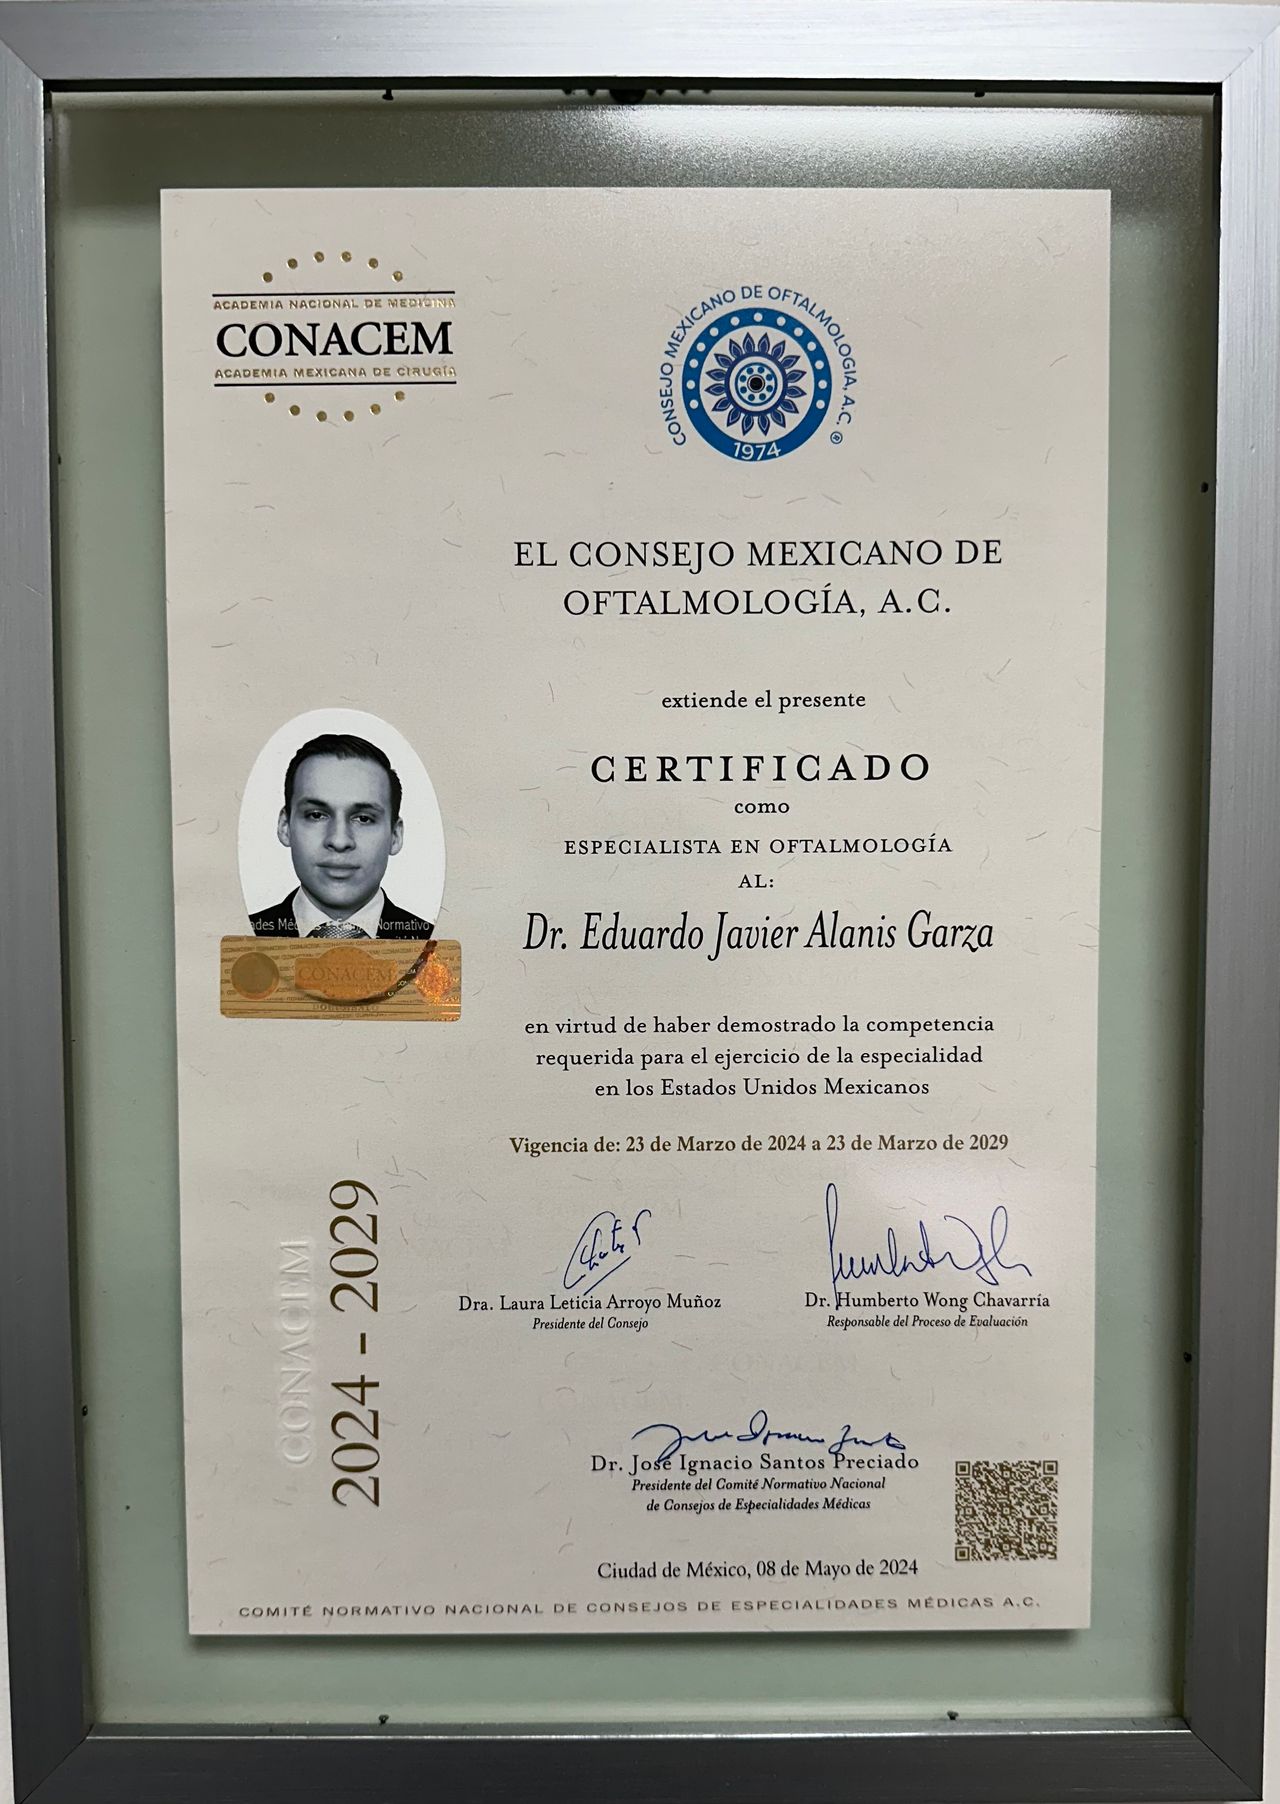 ACADEMIA NACIONAL DE MEDICINA
CONACEM
ACADEMIA MEXICANA DE CIRUGÍA
CONSEJO MEXICANO DE OFTALMOLOGIA, A.C. ®
1974
EL CONSEJO MEXICANO DE
OFTALMOLOGÍA, A.C.
extiende el presente
CERTIFICADO
como
ESPECIALISTA EN OFTALMOLOGÍA
AL:
Dr. Eduardo Javier Alanis Garza
Normativo
CONACEM
en virtud de haber demostrado la competencia
requerida para el ejercicio de la especialidad
en los Estados Unidos Mexicanos
Vigencia de: 23 de Marzo de 2024 a 23 de Marzo de 2029
CONACEM
2024 - 2029
Dra. Laura Leticia Arroyo Muñoz
Presidente del Consejo
Dr. Humberto Wong Chavarría
Responsable del Proceso de Evaluación
Dr. José Ignacio Santos Preciado
Presidente del Comité Normativo Nacional
de Consejos de Especialidades Médicas
Ciudad de México, 08 de Mayo de 2024
COMITÉ NORMATIVO NACIONAL DE CONSEJOS DE ESPECIALIDADES MÉDICAS A.C.